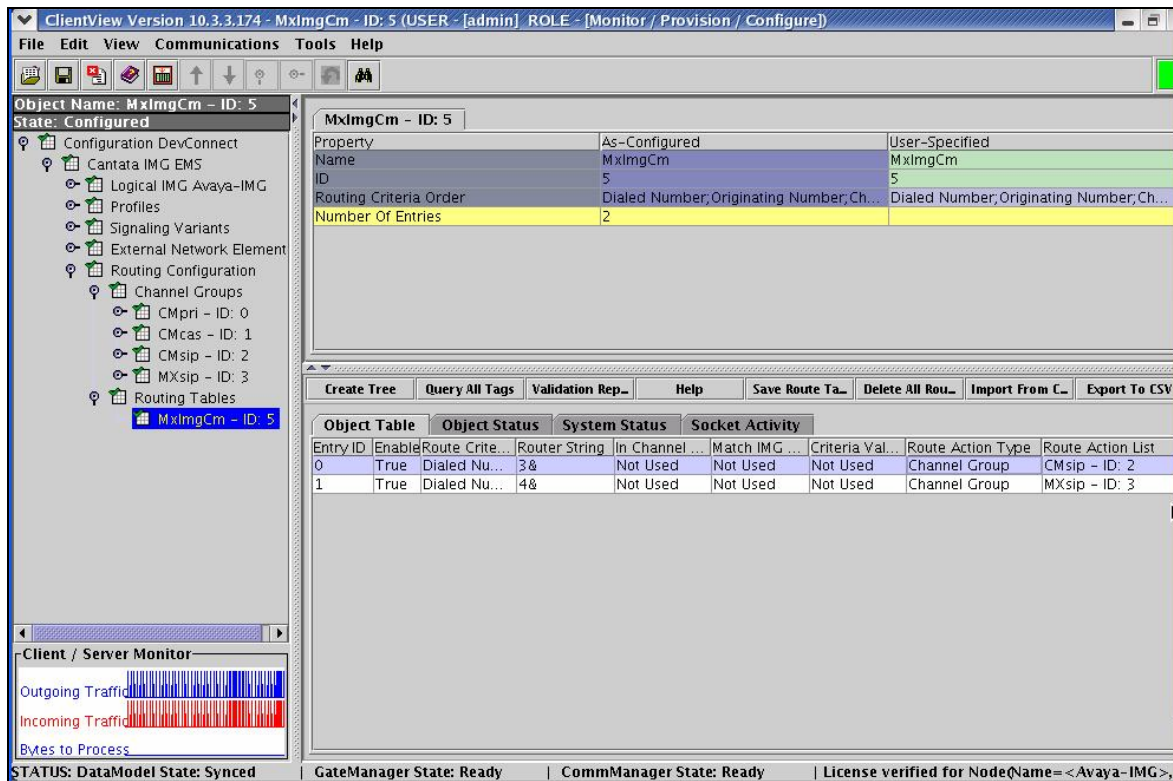 ClientView Version 10.3.3.174 - MxImgCm - ID: 5 (USER - [admin] ROLE - [Monitor / Provision / Configure])
File Edit View Communications Tools Help
Object Name: MxImgCm - ID: 5
State: Configured
Configuration DevConnect
Cantata IMG EMS
Logical IMG Avaya-IMG
Profiles
Signaling Variants
External Network Element
Routing Configuration
Channel Groups
CMpri - ID: 0
CMcas - ID: 1
CMsip - ID: 2
MXsip - ID: 3
Routing Tables
MxImgCm - ID: 5
Client / Server Monitor
Outgoing Traffic
Incoming Traffic
Bytes to Process
MxImgCm - ID: 5
Property As-Configured User-Specified
Name MxImgCm MxImgCm
ID 5 5
Routing Criteria Order Dialed Number;Originating Number;Ch... Dialed Number;Originating Number;Ch...
Number Of Entries 2
Create Tree Query All Tags Validation Rep... Help Save Route Ta... Delete All Rou... Import From C... Export To CSV
Object Table Object Status System Status Socket Activity
Entry ID Enable Route Crite... Router String In Channel ... Match IMG ... Criteria Val... Route Action Type Route Action List
0 True Dialed Nu... 3& Not Used Not Used Not Used Channel Group CMsip - ID: 2
1 True Dialed Nu... 4& Not Used Not Used Not Used Channel Group MXsip - ID: 3
STATUS: DataModel State: Synced | GateManager State: Ready | CommManager State: Ready | License verified for Node(Name=<Avaya-IMG>,